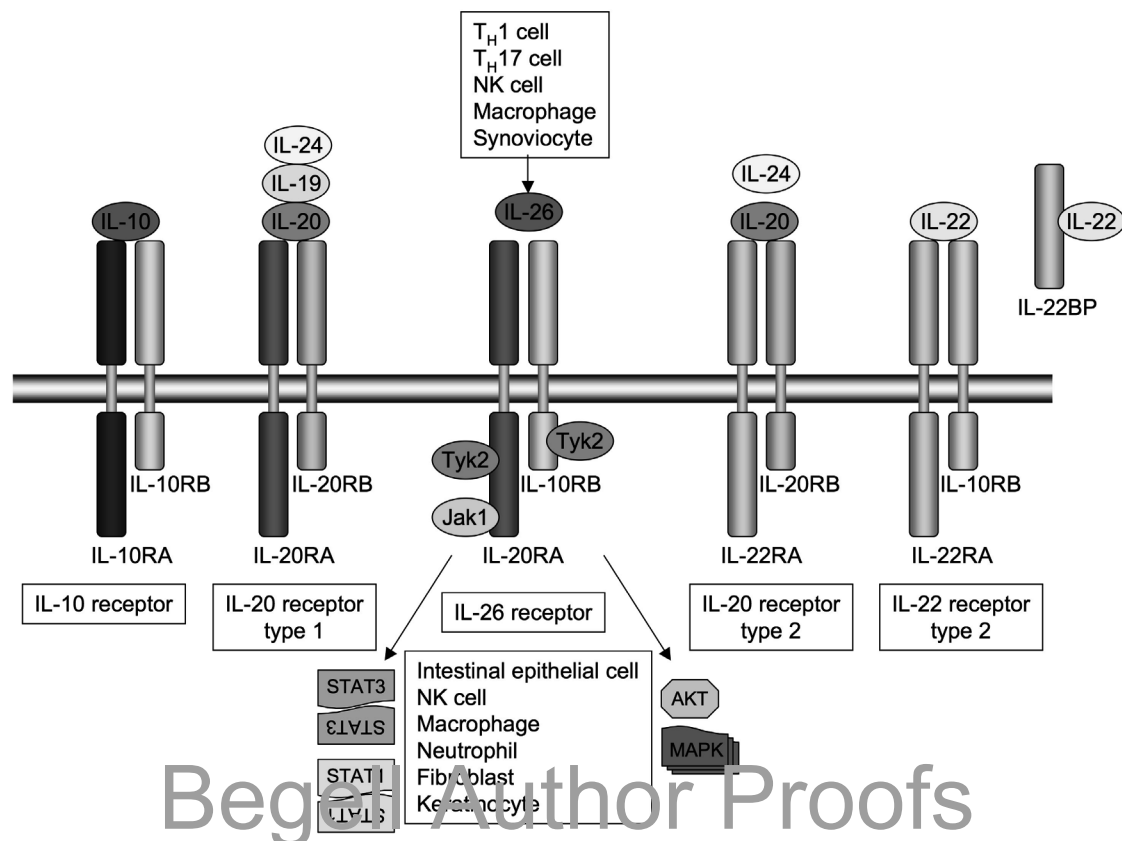 T_H1 cell
T_H17 cell
NK cell
Macrophage
Synoviocyte
IL-24
IL-19
IL-20
IL-10
IL-26
IL-24
IL-20
IL-22
IL-22
IL-22BP
Tyk2
Tyk2
Jak1
IL-10RB
IL-20RB
IL-10RB
IL-20RB
IL-10RB
IL-10RA
IL-20RA
IL-20RA
IL-22RA
IL-22RA
IL-10 receptor
IL-20 receptor
type 1
IL-26 receptor
IL-20 receptor
type 2
IL-22 receptor
type 2
STAT3
STAT3
STAT1
STAT1
Intestinal epithelial cell
NK cell
Macrophage
Neutrophil
Fibroblast
Keratinocyte
AKT
MAPK
Begell Author Proofs